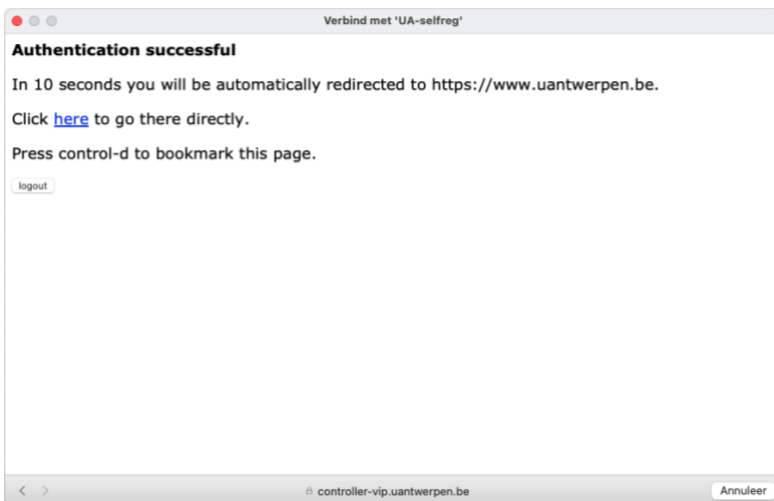 Verbind met 'UA-selfreg'
Authentication successful
In 10 seconds you will be automatically redirected to https://www.uantwerpen.be.
Click here to go there directly.
Press control-d to bookmark this page.
logout
controller-vip.uantwerpen.be
Annuleer